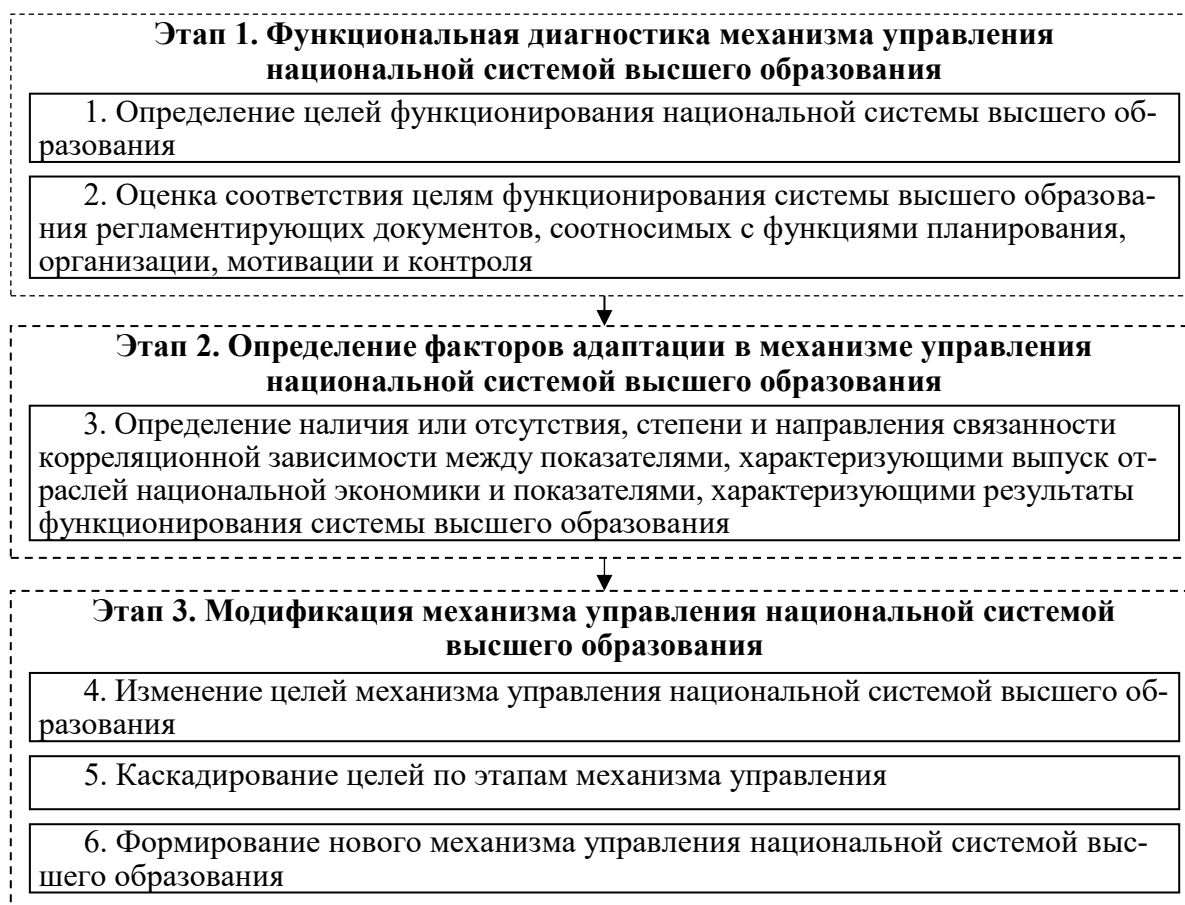 Этап 1. Функциональная диагностика механизма управления
национальной системой высшего образования
1. Определение целей функционирования национальной системы высшего об-
разования
2. Оценка соответствия целям функционирования системы высшего образова-
ния регламентирующих документов, соотносимых с функциями планирования,
организации, мотивации и контроля
Этап 2. Определение факторов адаптации в механизме управления
национальной системой высшего образования
3. Определение наличия или отсутствия, степени и направления связанности
корреляционной зависимости между показателями, характеризующими выпуск от-
раслей национальной экономики и показателями, характеризующими результаты
функционирования системы высшего образования
Этап 3. Модификация механизма управления национальной системой
высшего образования
4. Изменение целей механизма управления национальной системой высшего об-
разования
5. Каскадирование целей по этапам механизма управления
6. Формирование нового механизма управления национальной системой выс-
шего образования